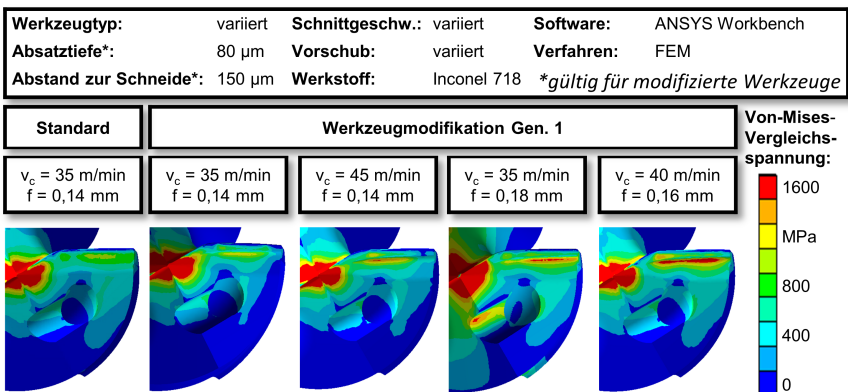 Werkzeugtyp: variiert Schnittgeschw.: variiert Software: ANSYS Workbench
Absatztiefe*: 80 µm Vorschub: variiert Verfahren: FEM
Abstand zur Schneide*: 150 µm Werkstoff: Inconel 718 *gültig für modifizierte Werkzeuge
Standard
Werkzeugmodifikation Gen. 1
Von-Mises-
Vergleichs-
spannung:
vc = 35 m/min
f = 0,14 mm
vc = 35 m/min
f = 0,14 mm
vc = 45 m/min
f = 0,14 mm
vc = 35 m/min
f = 0,18 mm
vc = 40 m/min
f = 0,16 mm
1600
MPa
800
400
0